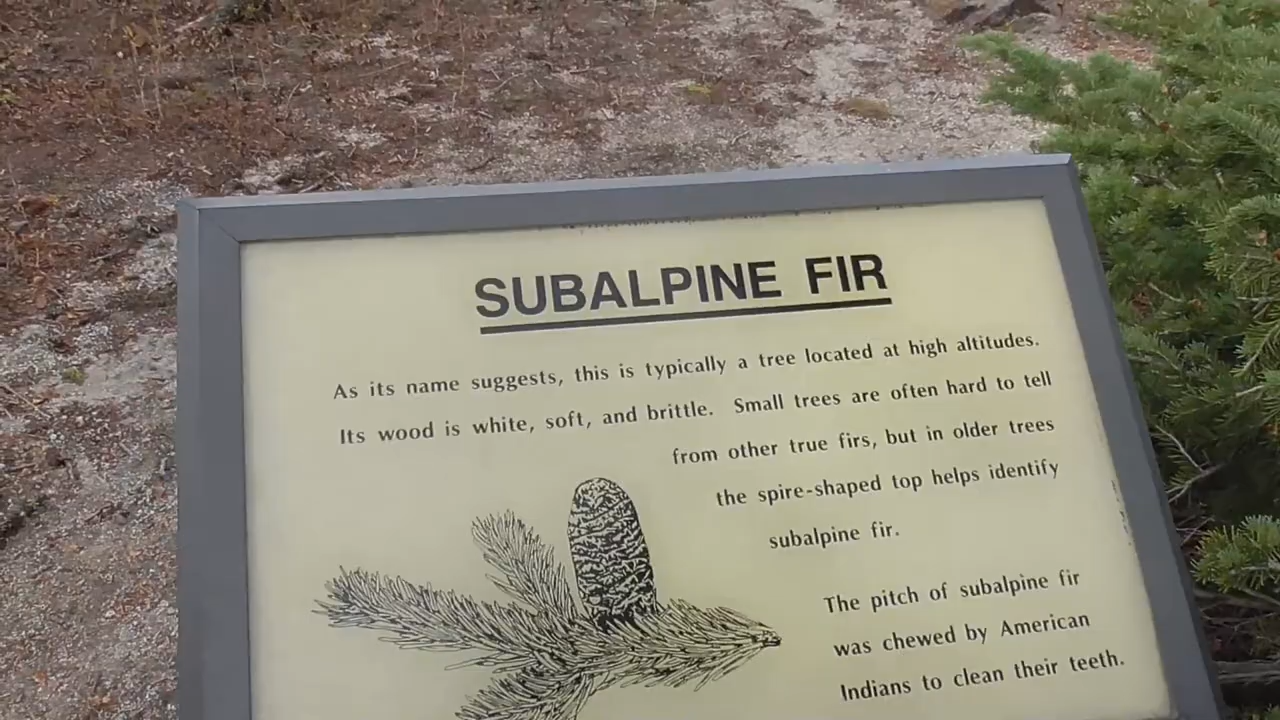 SUBALPINE FIR
As its name suggests, this is typically a tree located at high altitudes.
Its wood is white, soft, and brittle. Small trees are often hard to tell
from other true firs, but in older trees
the spire-shaped top helps identify
subalpine fir.
The pitch of subalpine fir
was chewed by American
Indians to clean their teeth.